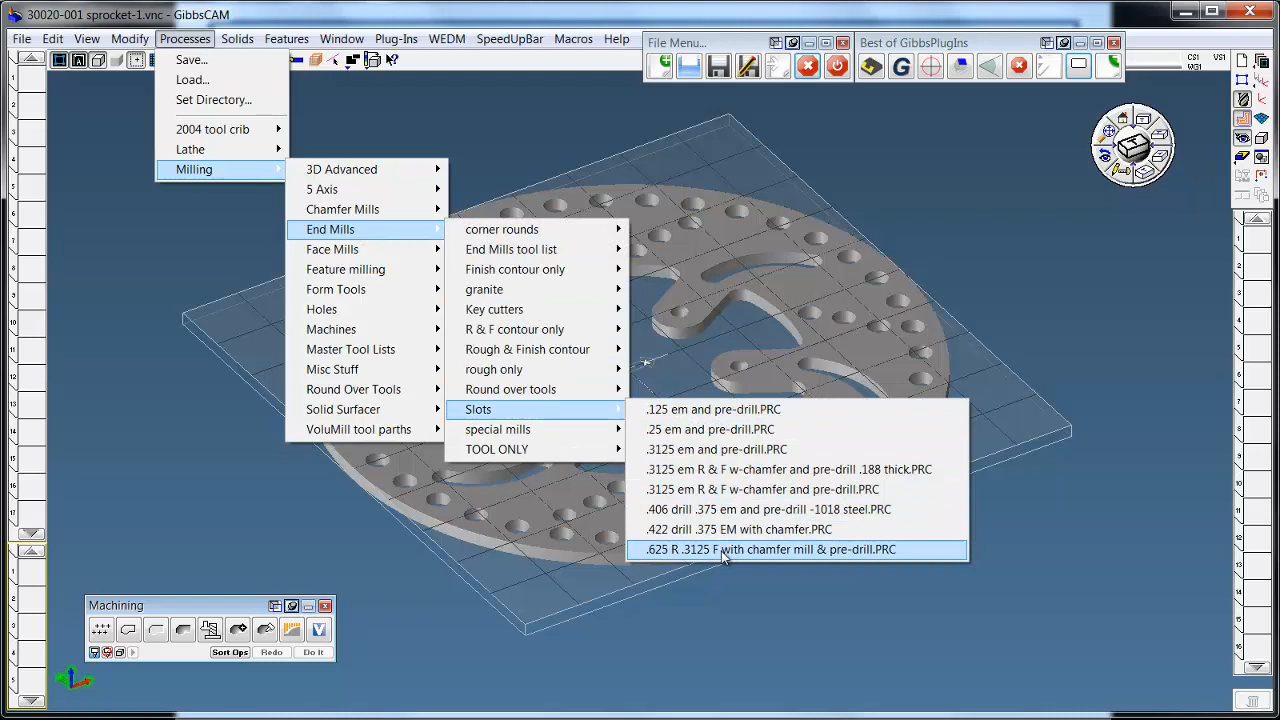 30020-001 sprocket-1.vnc - GibbsCAM
File Edit View Modify Processes Solids Features Window Plug-Ins WEDM SpeedUpBar Macros Help
File Menu...
Best of GibbsPlugIns
CS1 VS1
WG1
Save...
Load...
Set Directory...
2004 tool crib
Lathe
Milling
3D Advanced
5 Axis
Chamfer Mills
End Mills
Face Mills
Feature milling
Form Tools
Holes
Machines
Master Tool Lists
Misc Stuff
Round Over Tools
Solid Surfacer
VoluMill tool parths
corner rounds
End Mills tool list
Finish contour only
granite
Key cutters
R & F contour only
Rough & Finish contour
rough only
Round over tools
Slots
special mills
TOOL ONLY
.125 em and pre-drill.PRC
.25 em and pre-drill.PRC
.3125 em and pre-drill.PRC
.3125 em R & F w-chamfer and pre-drill .188 thick.PRC
.3125 em R & F w-chamfer and pre-drill.PRC
.406 drill .375 em and pre-drill -1018 steel.PRC
.422 drill .375 EM with chamfer.PRC
.625 R .3125 F with chamfer mill & pre-drill.PRC
Machining
Sort Ops Redo Do It